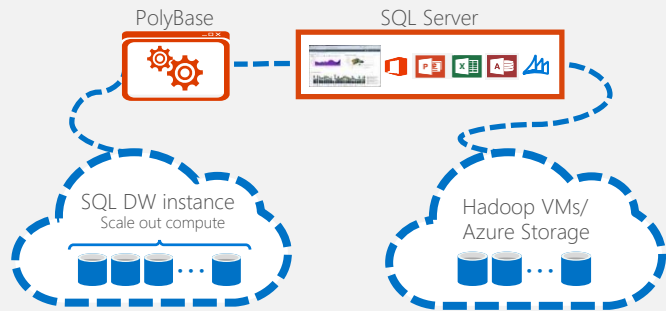 PolyBase
SQL Server
P
X
A
SQL DW instance
Scale out compute
Hadoop VMs/
Azure Storage